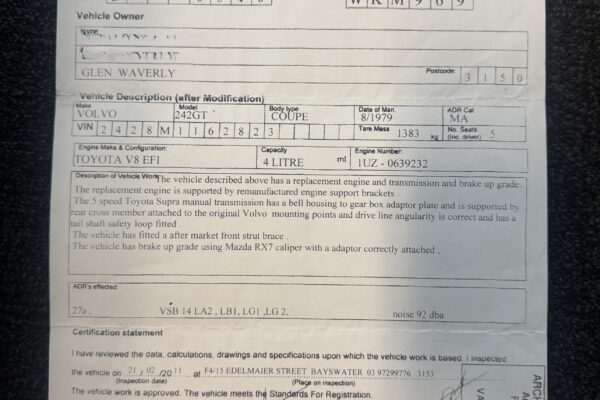 W R M 9 6 9
Vehicle Owner
Name
GLEN WAVERLY Postcode: 3 1 5 0
Vehicle Description (after Modification)
Make Model Body type Date of Man. ADR Cat
VOLVO 242GT COUPE 8/1979 MA
VIN 2 4 2 8 M 1 1 6 2 8 2 3 Tare Mass 1383 kg No. Seats (inc. driver) 5
Engine Make & Configuration: Capacity Engine Number:
TOYOTA V8 EFI 4 LITRE ml 1UZ - 0639232
Description of Vehicle Work The vehicle described above has a replacement engine and transmission and brake up grade.
The replacement engine is supported by remanufactured engine support brackets .
The 5 speed Toyota Supra manual transmission has a bell housing to gear box adaptor plate and is supported by
rear cross member attached to the original Volvo mounting points and drive line angularity is correct and has a
tail shaft safety loop fitted .
The vehicle has fitted a after market front strut brace .
The vehicle has brake up grade using Mazda RX7 caliper with a adaptor correctly attached .
ADR's effected:
27a . VSB 14 LA2 , LB1, LG1 ,LG 2, noise 92 dba
Certification statement
I have reviewed the data, calculations, drawings and specifications upon which the vehicle work is based. I inspected
the vehicle on 21 / 02 /2011 at F4/15 EDELMAIER STREET BAYSWATER 03 97299776 3153
(Inspection date) (Place on inspection)
The vehicle work is approved. The vehicle meets the Standards For Registration.